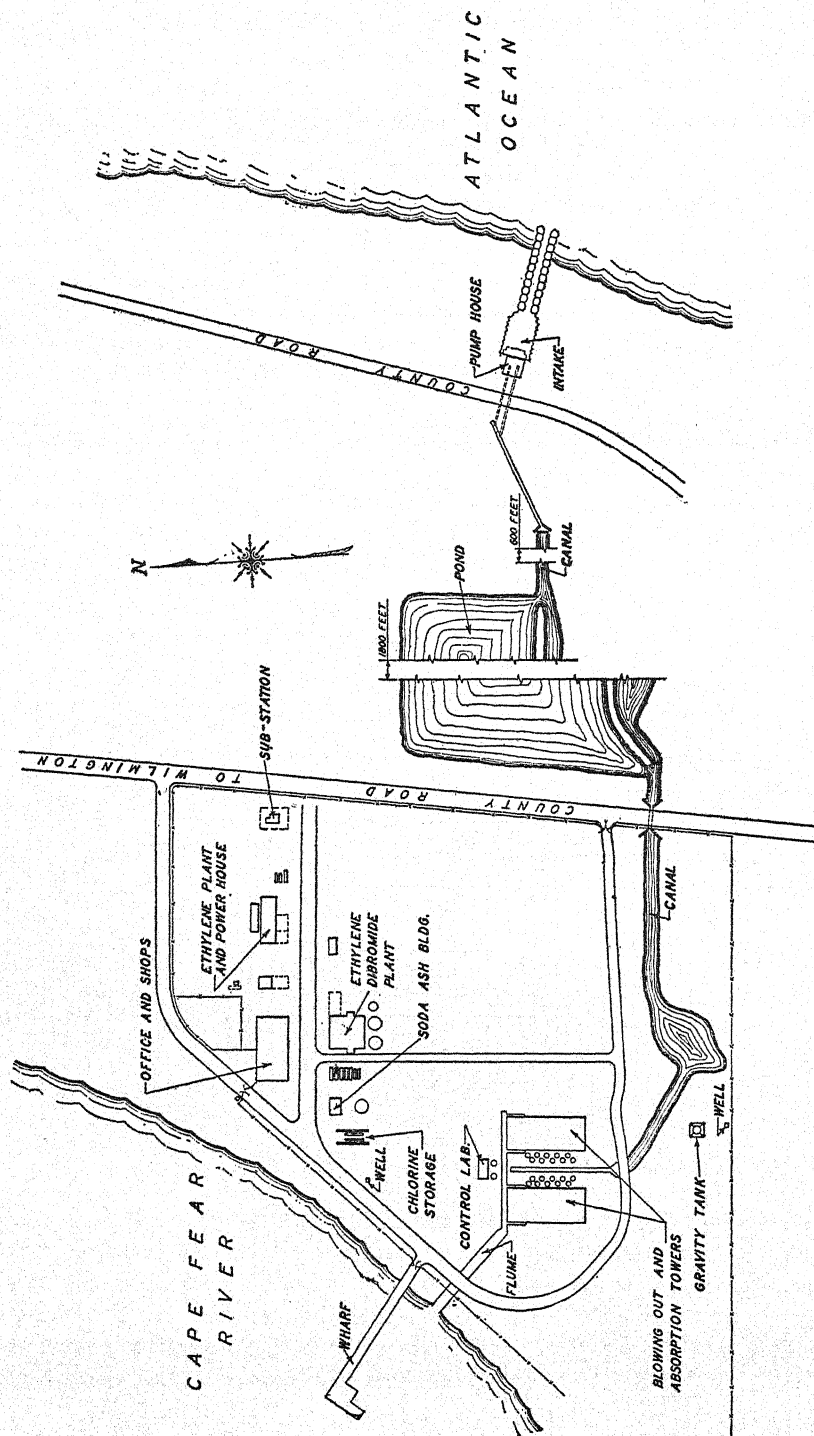 ATLANTIC
OCEAN
PUMP HOUSE
INTAKE
COUNTY ROAD
600 FEET
CANAL
POND
1800 FEET
N
SUB-STATION
COUNTY ROAD TO WILMINGTON
ETHYLENE PLANT
AND POWER HOUSE
OFFICE AND SHOPS
ETHYLENE
DIBROMIDE
PLANT
SODA ASH BLDG.
CHLORINE
STORAGE
WELL
CONTROL LAB.
FLUME
WHARF
CAPE FEAR
RIVER
CANAL
WELL
GRAVITY TANK
BLOWING OUT AND
ABSORPTION TOWERS